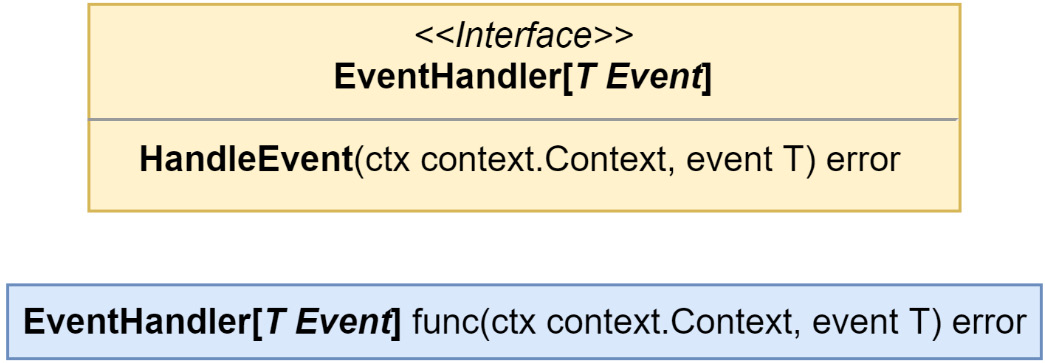 <<Interface>>
EventHandler[T Event]
HandleEvent(ctx context.Context, event T) error
EventHandler[T Event] func(ctx context.Context, event T) error